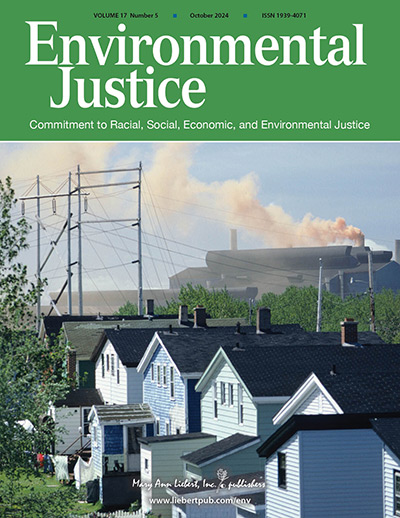 VOLUME 17 Number 5 ■ October 2024 ■ ISSN 1939-4071
Environmental
Justice
Commitment to Racial, Social, Economic, and Environmental Justice
Mary Ann Liebert, Inc. publishers
www.liebertpub.com/env